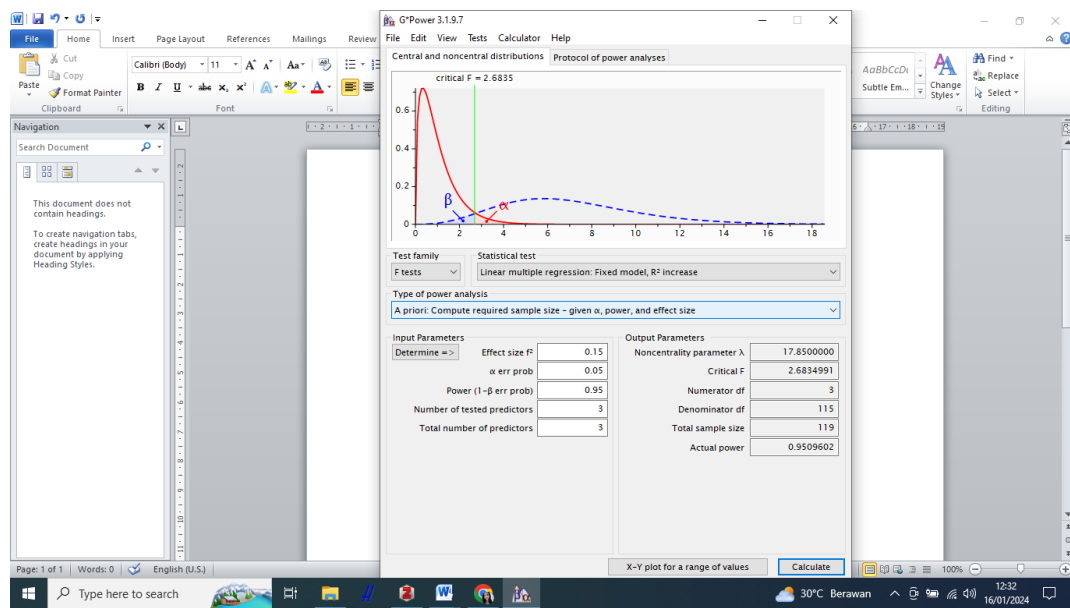 File Home Insert Page Layout References Mailings Review
Cut
Copy
Format Painter
Paste
Clipboard
Calibri (Body) 11
Font
Find
Replace
Select
Editing
AaBbCcDi
Subtle Em...
Change Styles
Navigation
Search Document
This document does not
contain headings.
To create navigation tabs,
create headings in your
document by applying
Heading Styles.
G*Power 3.1.9.7
File Edit View Tests Calculator Help
Central and noncentral distributions Protocol of power analyses
critical F = 2.6835
0.6
0.4
0.2
0
β α
0 2 4 6 8 10 12 14 16 18
Test family Statistical test
F tests Linear multiple regression: Fixed model, R² increase
Type of power analysis
A priori: Compute required sample size - given α, power, and effect size
Input Parameters
Determine => Effect size f² 0.15
α err prob 0.05
Power (1-β err prob) 0.95
Number of tested predictors 3
Total number of predictors 3
Output Parameters
Noncentrality parameter λ 17.8500000
Critical F 2.6834991
Numerator df 3
Denominator df 115
Total sample size 119
Actual power 0.9509602
X-Y plot for a range of values Calculate
Page: 1 of 1 Words: 0 English (U.S.) 100%
Type here to search
30°C Berawan
12:32
16/01/2024